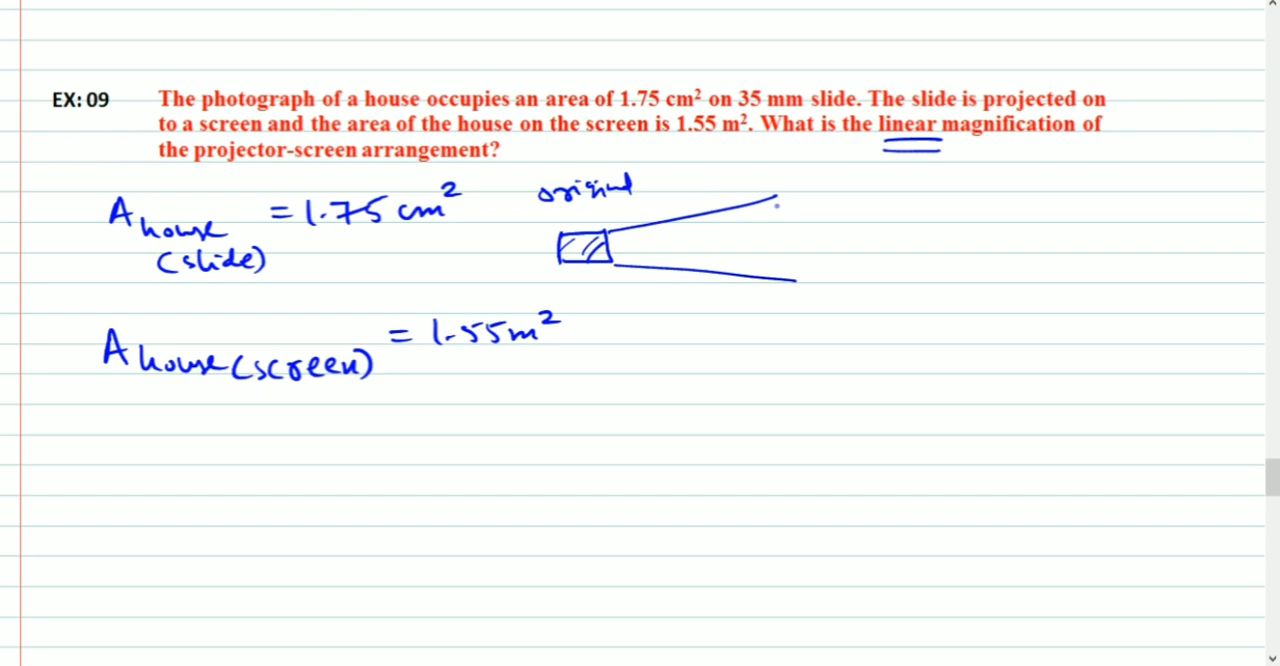 EX: 09 The photograph of a house occupies an area of 1.75 cm² on 35 mm slide. The slide is projected on
to a screen and the area of the house on the screen is 1.55 m². What is the linear magnification of
the projector-screen arrangement?
A house (slide) = 1.75 cm²
original
A house (screen) = 1.55 m²